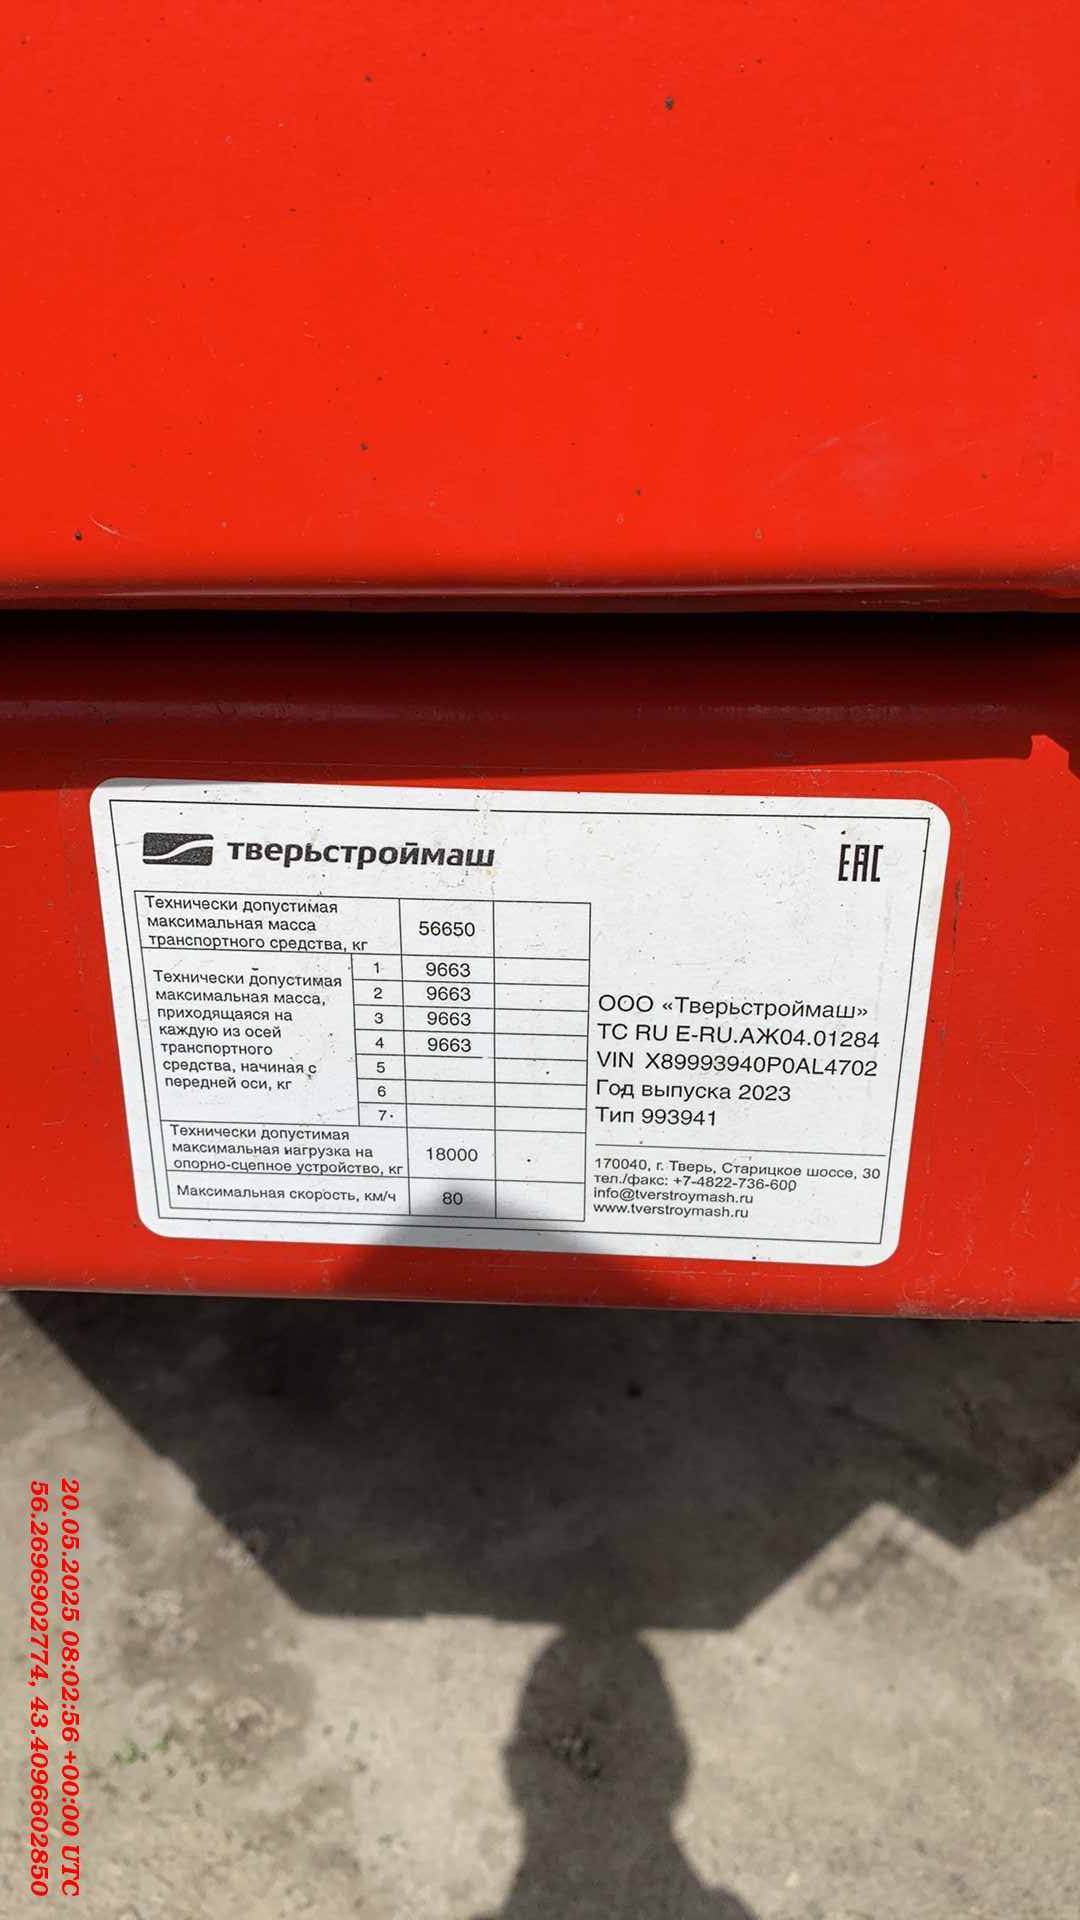 тверьстроймаш
EAC
Технически допустимая
максимальная масса
транспортного средства, кг
56650
Технически допустимая
максимальная масса,
приходящаяся на
каждую из осей
транспортного
средства, начиная с
передней оси, кг
1 9663
2 9663
3 9663
4 9663
5
6
7
Технически допустимая
максимальная нагрузка на
опорно-сцепное устройство, кг
18000
Максимальная скорость, км/ч 80
ООО «Тверьстроймаш»
ТС RU E-RU.АЖ04.01284
VIN X89993940P0AL4702
Год выпуска 2023
Тип 993941
170040, г. Тверь, Старицкое шоссе, 30
тел./факс: +7-4822-736-600
info@tverstroymash.ru
www.tverstroymash.ru
20.05.2025 08:02:56 +00:00 UTC
56.2696902774, 43.4096602850